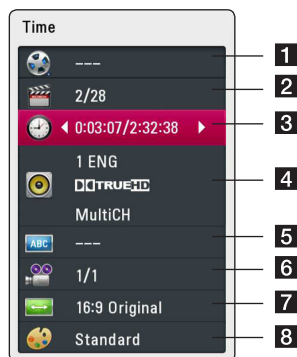 Time
--- 1
2/28 2
0:03:07/2:32:38 3
1 ENG
TRUEHD 4
MultiCH
ABC --- 5
1/1 6
16:9 Original 7
Standard 8